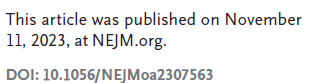 This article was published on November
11, 2023, at NEJM.org.
DOI: 10.1056/NEJMoa2307563